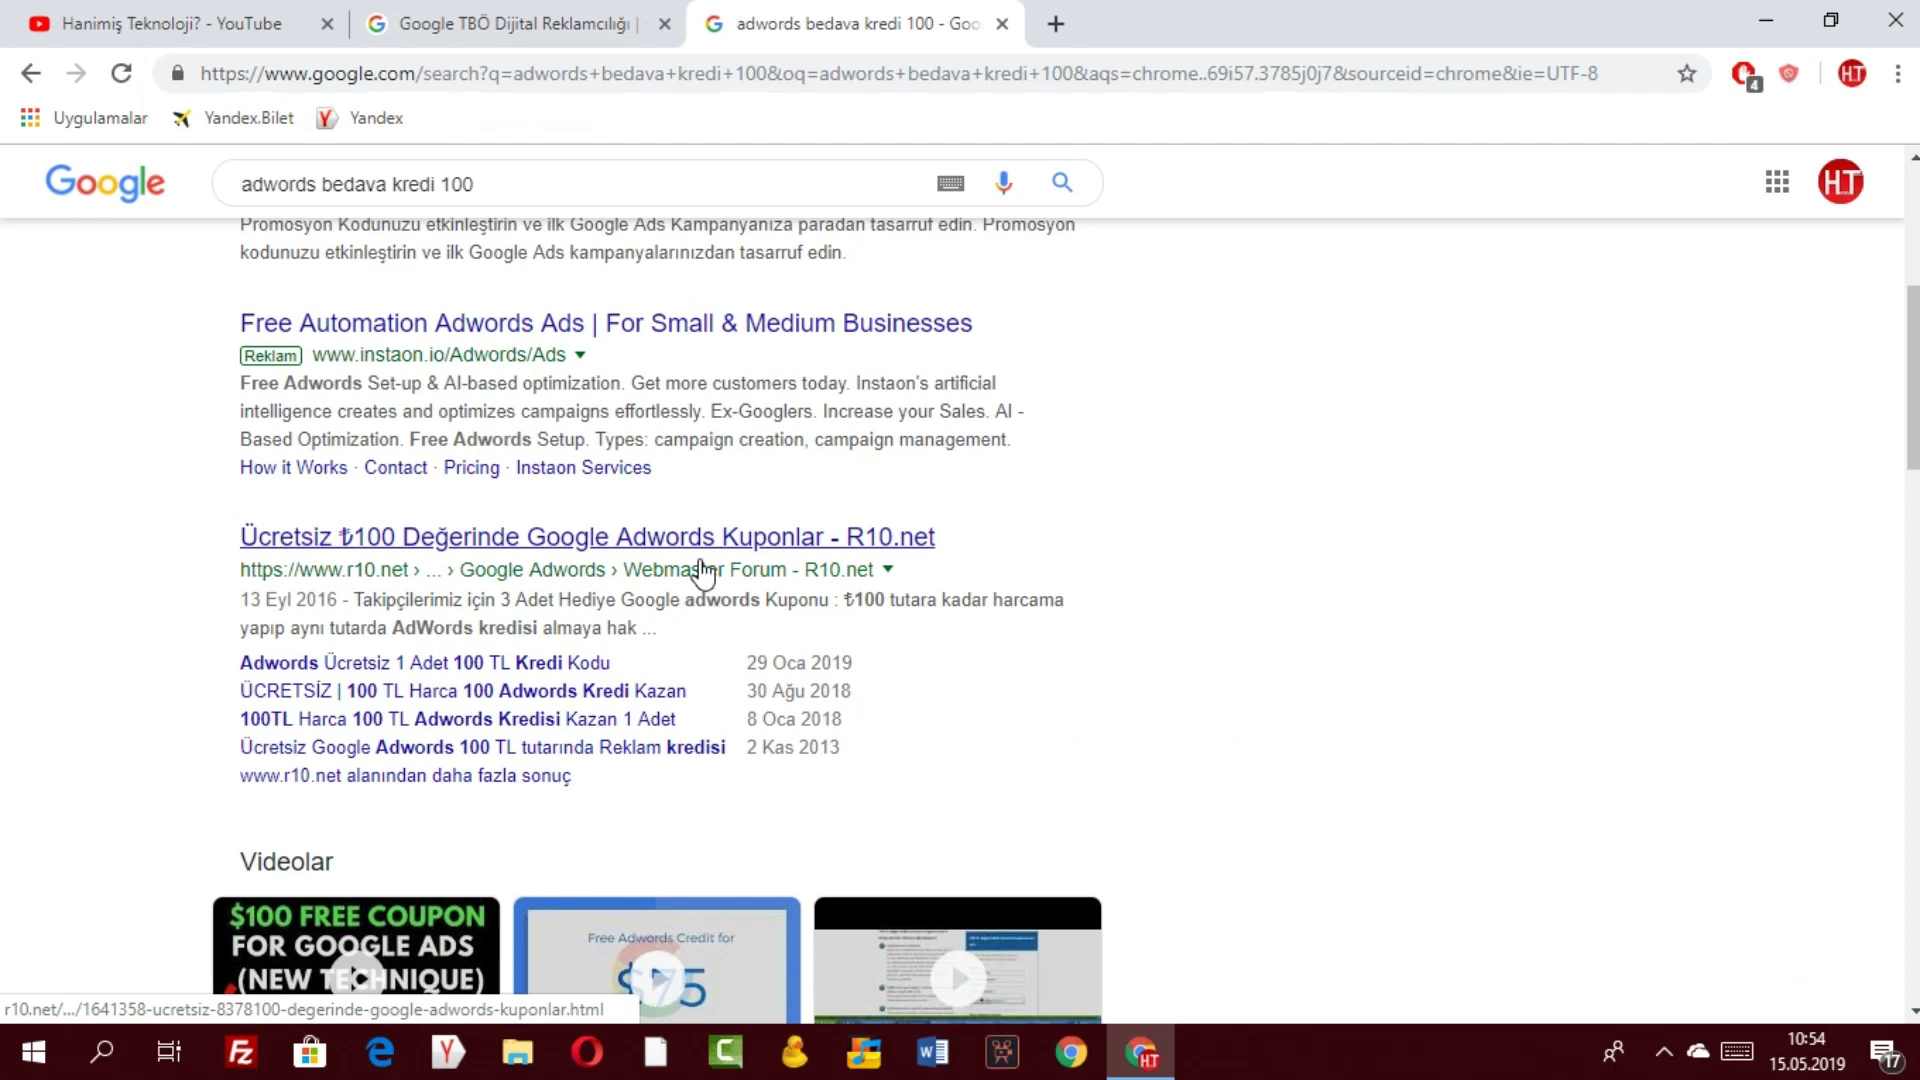 Hanimiş Teknoloji? - YouTube
Google TBÖ Dijital Reklamcılığı |
adwords bedava kredi 100 - Goo
https://www.google.com/search?q=adwords+bedava+kredi+100&oq=adwords+bedava+kredi+100&aqs=chrome..69i57.3785j0j7&sourceid=chrome&ie=UTF-8
4
HT
Uygulamalar
Yandex.Bilet
Yandex
Google
adwords bedava kredi 100
HT
Promosyon Kodunuzu etkinleştirin ve ilk Google Ads Kampanyanıza paradan tasarruf edin. Promosyon
kodunuzu etkinleştirin ve ilk Google Ads kampanyalarınızdan tasarruf edin.
Free Automation Adwords Ads | For Small & Medium Businesses
Reklam www.instaon.io/Adwords/Ads
Free Adwords Set-up & AI-based optimization. Get more customers today. Instaon's artificial
intelligence creates and optimizes campaigns effortlessly. Ex-Googlers. Increase your Sales. AI -
Based Optimization. Free Adwords Setup. Types: campaign creation, campaign management.
How it Works · Contact · Pricing · Instaon Services
Ücretsiz ₺100 Değerinde Google Adwords Kuponlar - R10.net
https://www.r10.net › ... › Google Adwords › Webmaster Forum - R10.net
13 Eyl 2016 - Takipçilerimiz için 3 Adet Hediye Google adwords Kuponu : ₺100 tutara kadar harcama
yapıp aynı tutarda AdWords kredisi almaya hak ...
Adwords Ücretsiz 1 Adet 100 TL Kredi Kodu 29 Oca 2019
ÜCRETSİZ | 100 TL Harca 100 Adwords Kredi Kazan 30 Ağu 2018
100TL Harca 100 TL Adwords Kredisi Kazan 1 Adet 8 Oca 2018
Ücretsiz Google Adwords 100 TL tutarında Reklam kredisi 2 Kas 2013
www.r10.net alanından daha fazla sonuç
Videolar
$100 FREE COUPON
FOR GOOGLE ADS
(NEW TECHNIQUE)
Free Adwords Credit for
$75
r10.net/.../1641358-ucretsiz-8378100-degerinde-google-adwords-kuponlar.html
10:54
15.05.2019
17